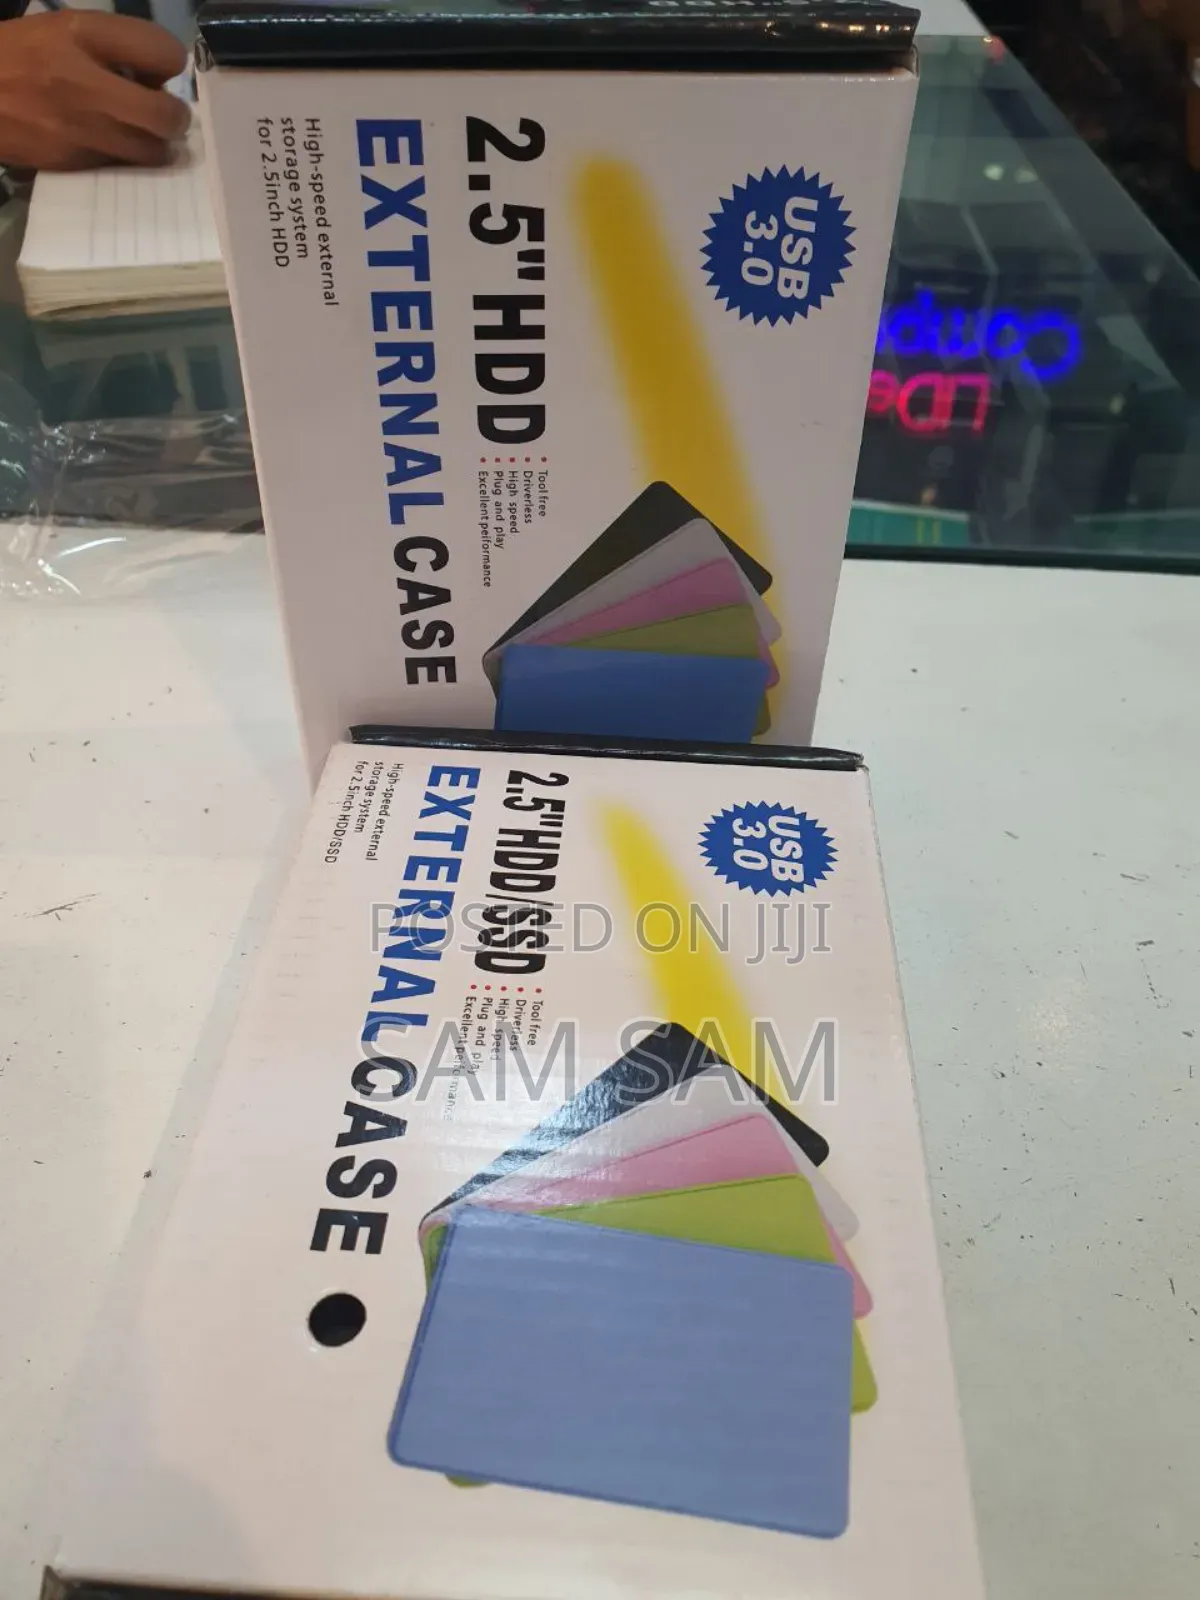 USB
3.0
2.5"HDD
EXTERNAL CASE
High-speed external
storage system
for 2.5inch HDD
• Tool free
• Driverless
• High speed
• Plug and play
• Excellent peiformance
USB
3.0
2.5"HDD/SSD
EXTERNAL CASE
High-speed external
storage system
for 2.5inch HDD/SSD
• Tool free
• Driverless
• High speed
• Plug and play
• Excellent peiformance
POSTED ON JIJI
SAM SAM